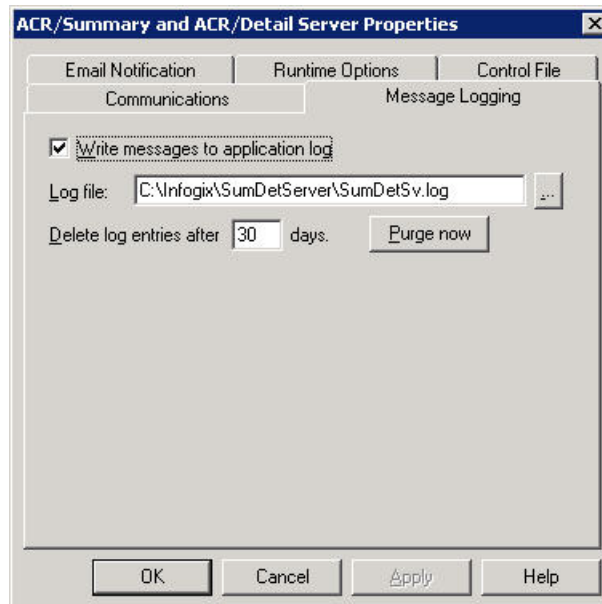 ACR/Summary and ACR/Detail Server Properties
Email Notification Runtime Options Control File
Communications Message Logging
Write messages to application log
Log file: C:\Infogix\SumDetServer\SumDetSv.log ...
Delete log entries after 30 days. Purge now
OK Cancel Apply Help